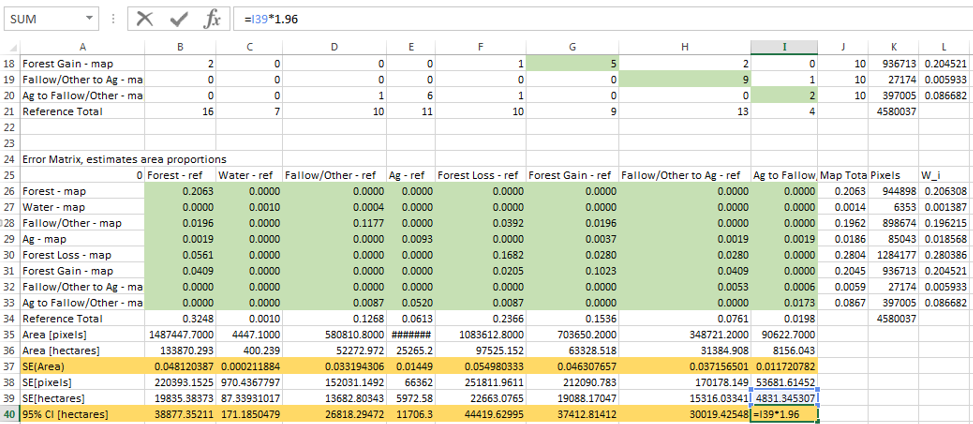 SUM =I39*1.96
A B C D E F G H I J K L
18 Forest Gain - map 2 0 0 0 1 5 2 0 10 936713 0.204521
19 Fallow/Other to Ag - ma 0 0 0 0 0 0 9 1 10 27174 0.005933
20 Ag to Fallow/Other - ma 0 0 1 6 1 0 0 2 10 397005 0.086682
21 Reference Total 16 7 10 11 10 9 13 4 4580037
22
23
24 Error Matrix, estimates area proportions
25 0 Forest - ref Water - ref Fallow/Other - ref Ag - ref Forest Loss - ref Forest Gain - ref Fallow/Other to Ag - ref Ag to Fallow, Map Tota Pixels W_i
26 Forest - map 0.2063 0.0000 0.0000 0.0000 0.0000 0.0000 0.0000 0.0000 0.2063 944898 0.206308
27 Water - map 0.0000 0.0010 0.0004 0.0000 0.0000 0.0000 0.0000 0.0000 0.0014 6353 0.001387
28 Fallow/Other - map 0.0196 0.0000 0.1177 0.0000 0.0392 0.0196 0.0000 0.0000 0.1962 898674 0.196215
29 Ag - map 0.0019 0.0000 0.0000 0.0093 0.0000 0.0037 0.0019 0.0019 0.0186 85043 0.018568
30 Forest Loss - map 0.0561 0.0000 0.0000 0.0000 0.1682 0.0280 0.0280 0.0000 0.2804 1284177 0.280386
31 Forest Gain - map 0.0409 0.0000 0.0000 0.0000 0.0205 0.1023 0.0409 0.0000 0.2045 936713 0.204521
32 Fallow/Other to Ag - ma 0.0000 0.0000 0.0000 0.0000 0.0000 0.0000 0.0053 0.0006 0.0059 27174 0.005933
33 Ag to Fallow/Other - ma 0.0000 0.0000 0.0087 0.0520 0.0087 0.0000 0.0000 0.0173 0.0867 397005 0.086682
34 Reference Total 0.3248 0.0010 0.1268 0.0613 0.2366 0.1536 0.0761 0.0198 4580037
35 Area [pixels] 1487447.7000 4447.1000 580810.8000 ####### 1083612.8000 703650.2000 348721.2000 90622.7000
36 Area [hectares] 133870.293 400.239 52272.972 25265.2 97525.152 63328.518 31384.908 8156.043
37 SE(Area) 0.048120387 0.000211884 0.033194306 0.01449 0.054980333 0.046307657 0.037156501 0.011720782
38 SE[pixels] 220393.1525 970.4367797 152031.1492 66362 251811.9611 212090.783 170178.149 53681.61452
39 SE[hectares] 19835.38373 87.33931017 13682.80343 5972.58 22663.0765 19088.17047 15316.03341 4831.345307
40 95% CI [hectares] 38877.35211 171.1850479 26818.29472 11706.3 44419.62995 37412.81412 30019.42548 =I39*1.96